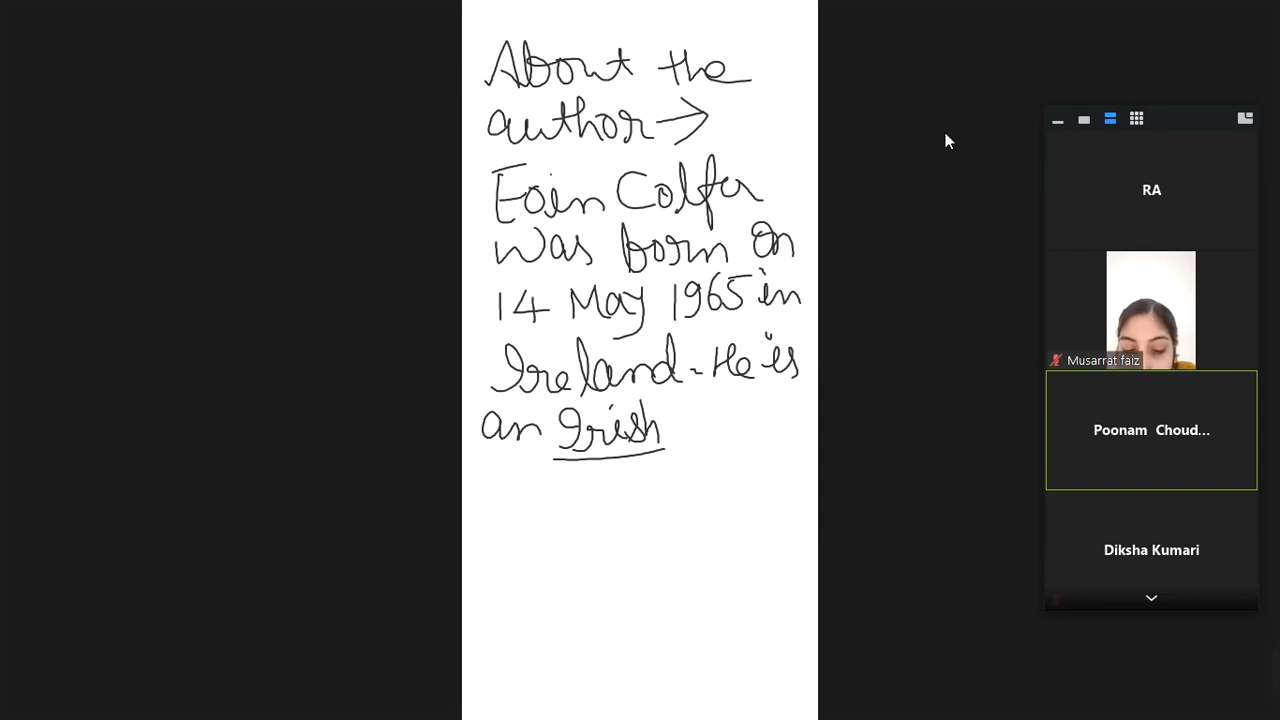 About the
author→
Eoin Colfer
was born on
14 May 1965 in
Ireland. He is
an Irish
RA
Musarrat faiz
Poonam Choud...
Diksha Kumari